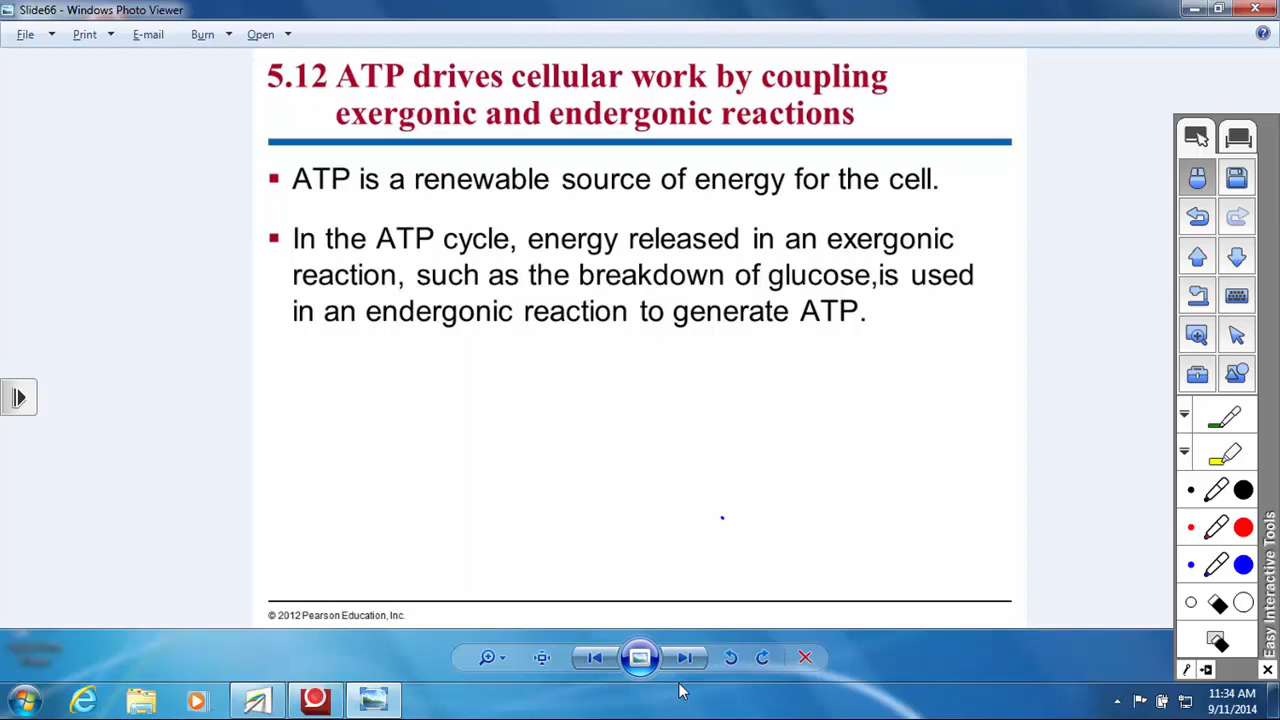 Slide66 - Windows Photo Viewer
File Print E-mail Burn Open
5.12 ATP drives cellular work by coupling
exergonic and endergonic reactions
ATP is a renewable source of energy for the cell.
In the ATP cycle, energy released in an exergonic
reaction, such as the breakdown of glucose,is used
in an endergonic reaction to generate ATP.
© 2012 Pearson Education, Inc.
Easy Interactive Tools
11:34 AM
9/11/2014